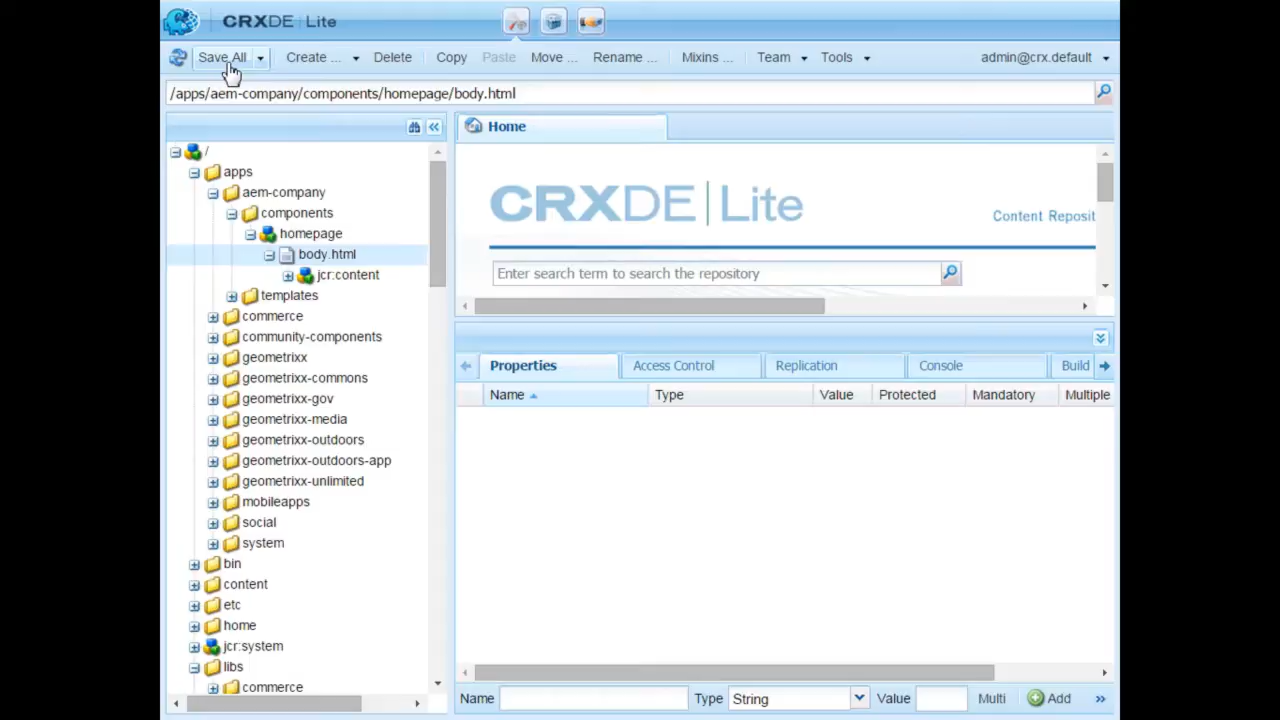 CRXDE | Lite
Save All Create ... Delete Copy Paste Move ... Rename ... Mixins ... Team Tools admin@crx.default
/apps/aem-company/components/homepage/body.html
Home
/
apps
aem-company
components
homepage
body.html
jcr:content
templates
commerce
community-components
geometrixx
geometrixx-commons
geometrixx-gov
geometrixx-media
geometrixx-outdoors
geometrixx-outdoors-app
geometrixx-unlimited
mobileapps
social
system
bin
content
etc
home
jcr:system
libs
commerce
CRXDE | Lite
Content Reposit
Enter search term to search the repository
Properties Access Control Replication Console Build
Name Type Value Protected Mandatory Multiple
Name Type String Value Multi Add